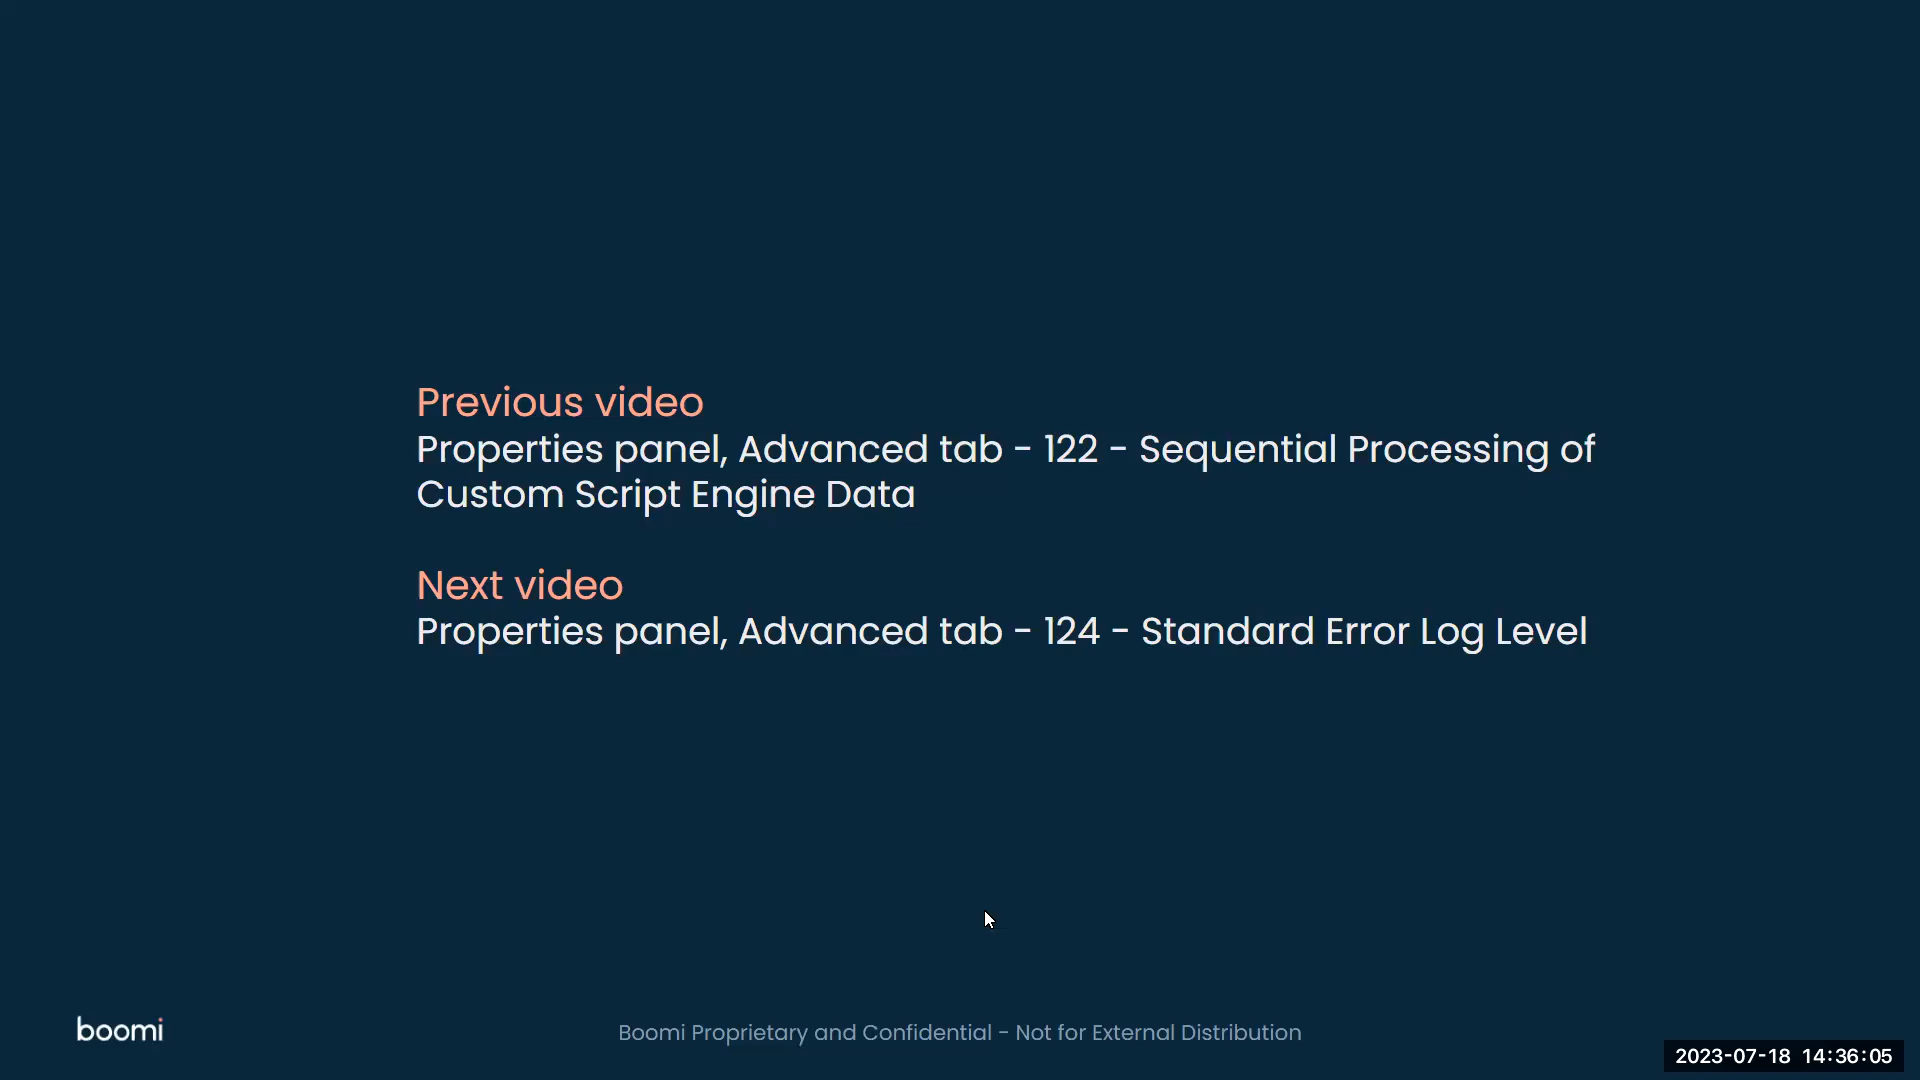 Previous video
Properties panel, Advanced tab - 122 - Sequential Processing of
Custom Script Engine Data
Next video
Properties panel, Advanced tab - 124 - Standard Error Log Level
boomi
Boomi Proprietary and Confidential - Not for External Distribution
2023-07-18 14:36:05